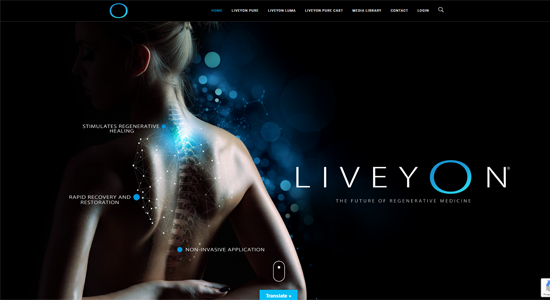 HOME LIVEYON PURE LIVEYON LUMA LIVEYON PURE CAST MEDIA LIBRARY CONTACT LOGIN
STIMULATES REGENERATIVE
HEALING
RAPID RECOVERY AND
RESTORATION
LIVEYON®
THE FUTURE OF REGENERATIVE MEDICINE
NON-INVASIVE APPLICATION
Translate »